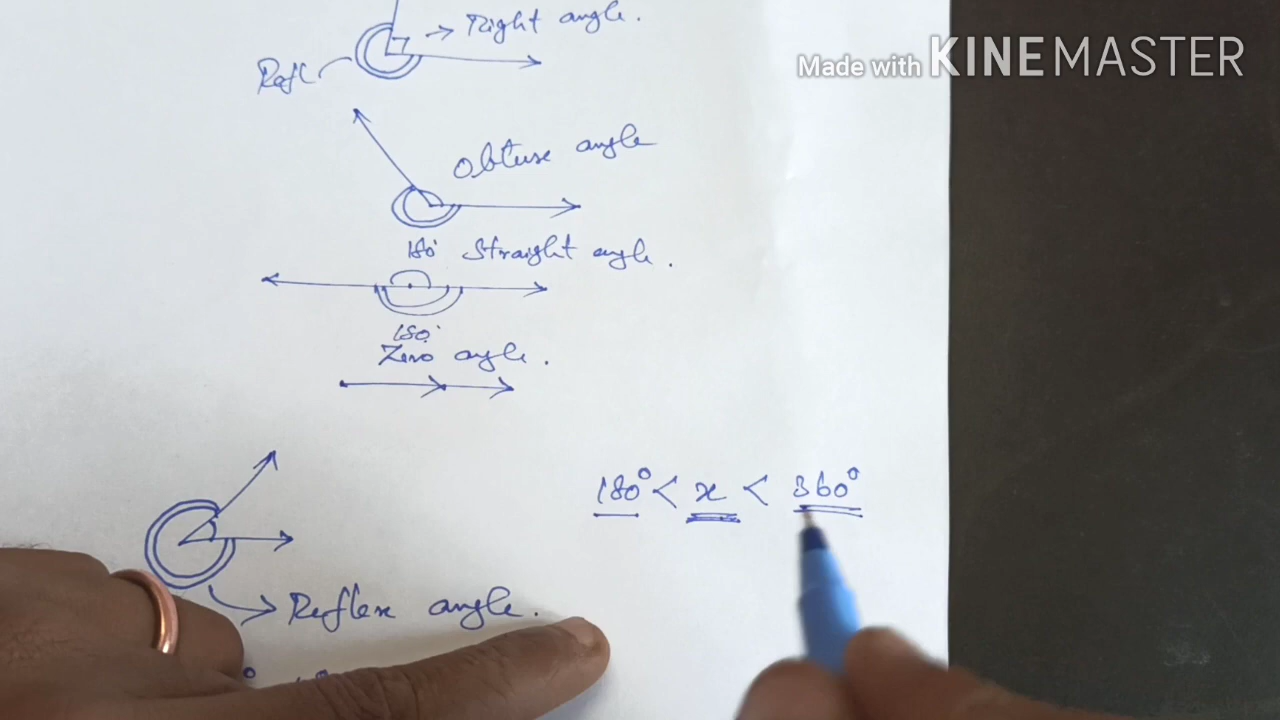 Made with KINEMASTER
→ Right angle.
Refl
Obtuse angle
180° Straight angle.
180°
Zero angle.
180° < x < 360°
→ Reflex angle.